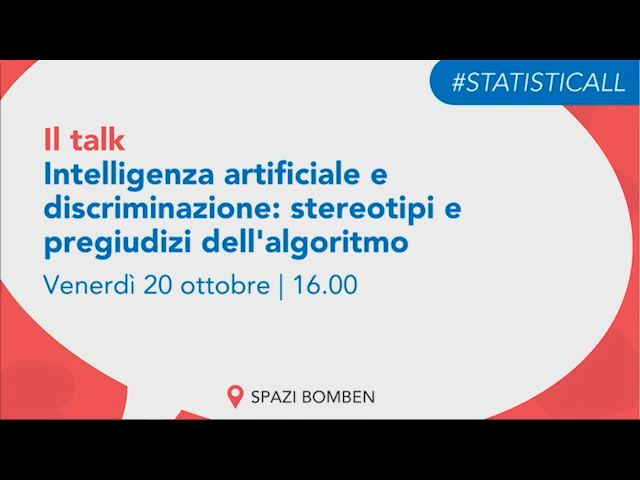 #STATISTICALL
Il talk
Intelligenza artificiale e
discriminazione: stereotipi e
pregiudizi dell'algoritmo
Venerdì 20 ottobre | 16.00
SPAZI BOMBEN